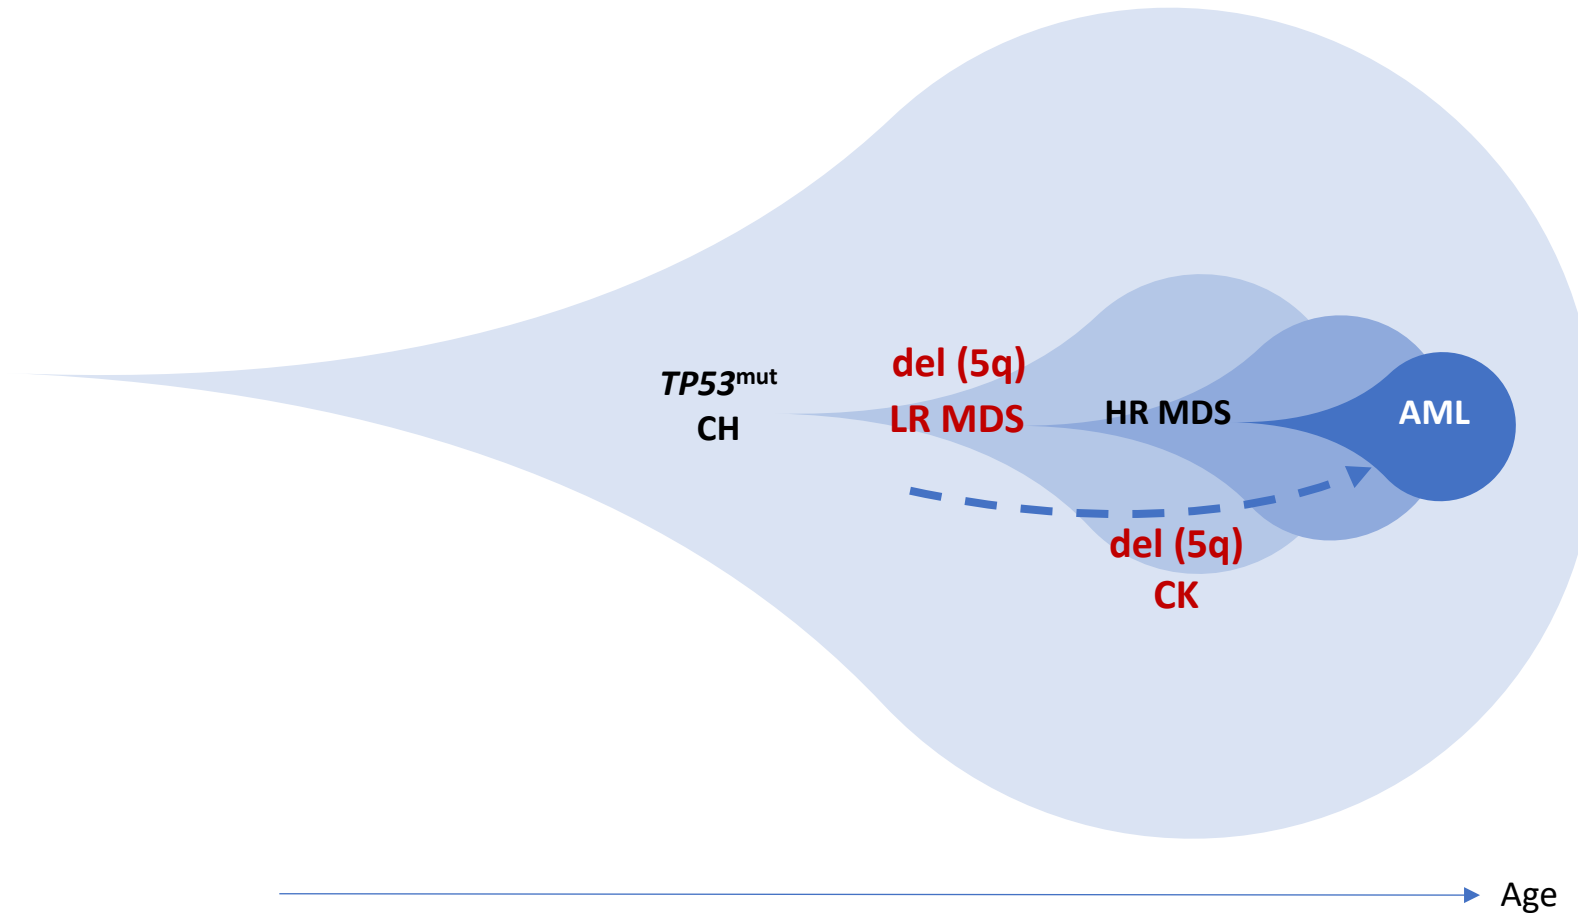 TP53mut
CH
del (5q)
LR MDS
HR MDS
AML
del (5q)
CK
Age